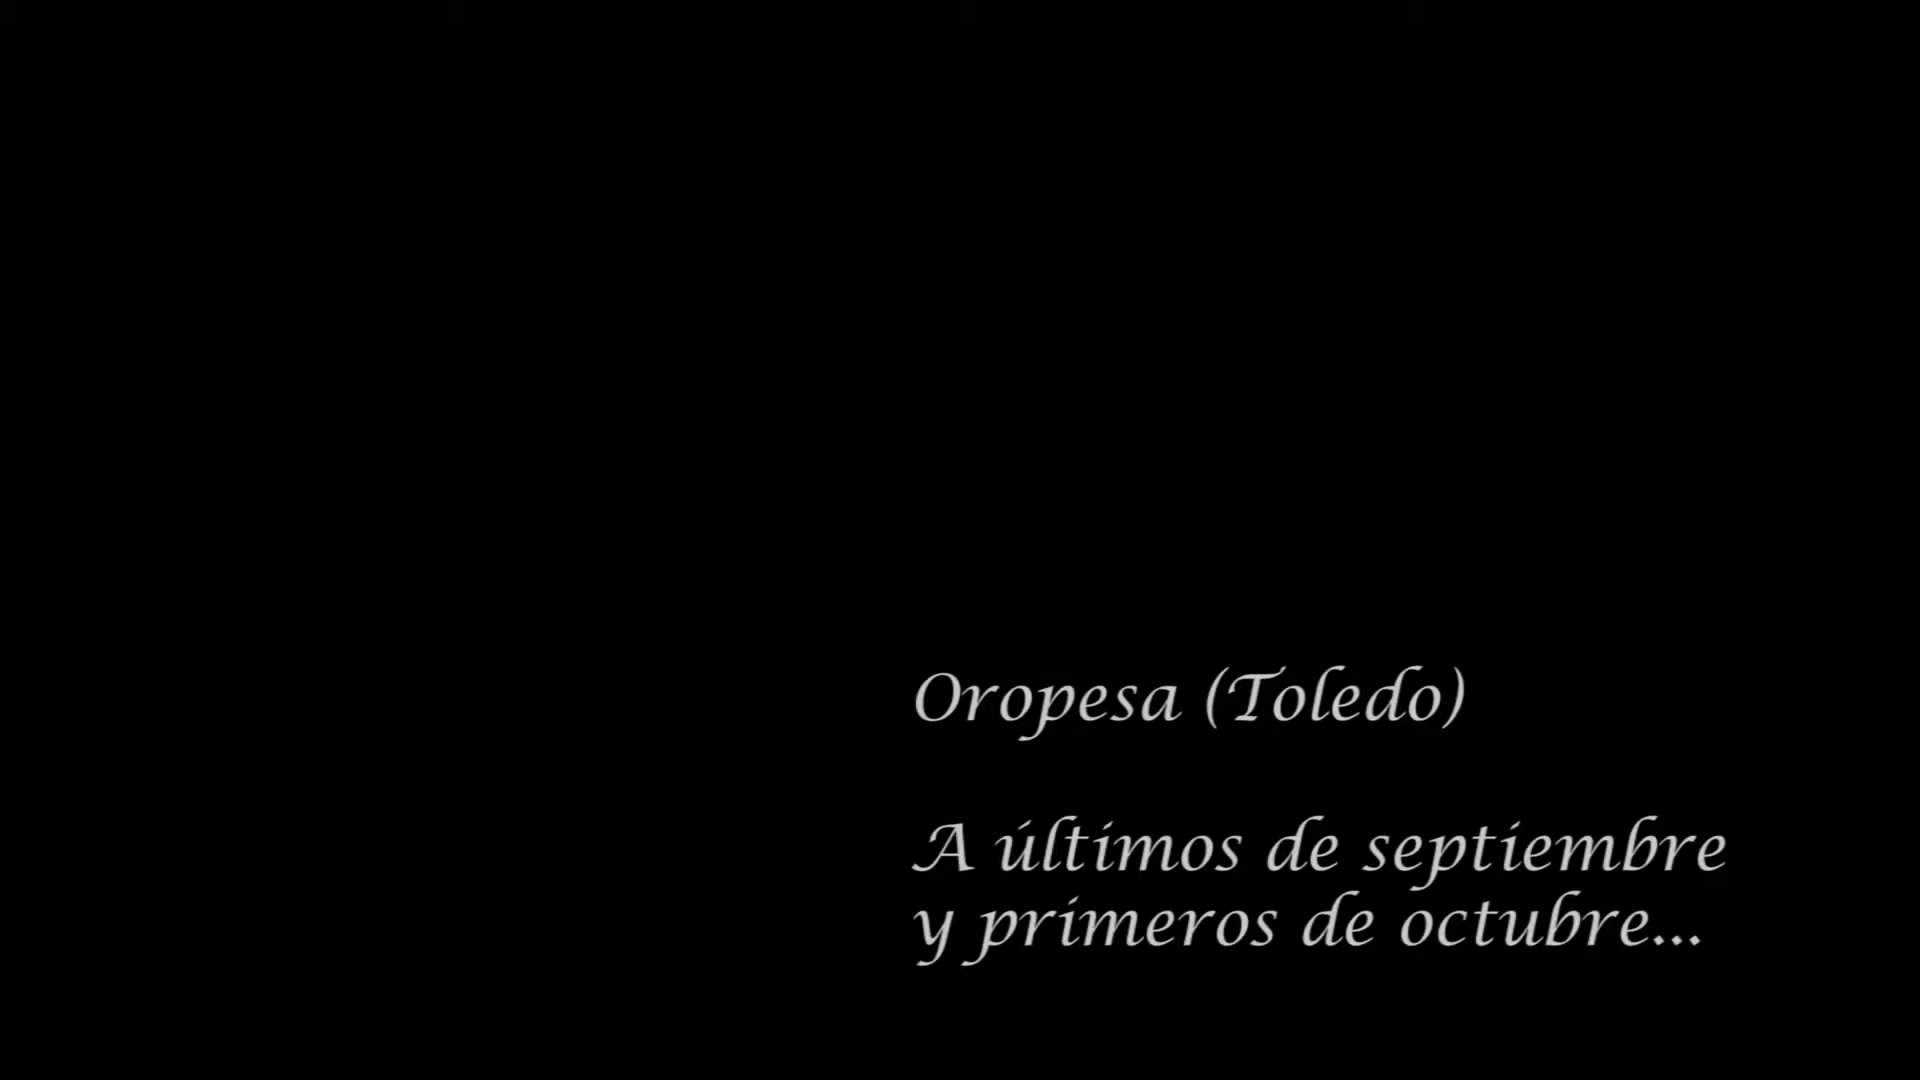 Oropesa (Toledo)
A últimos de septiembre
y primeros de octubre...